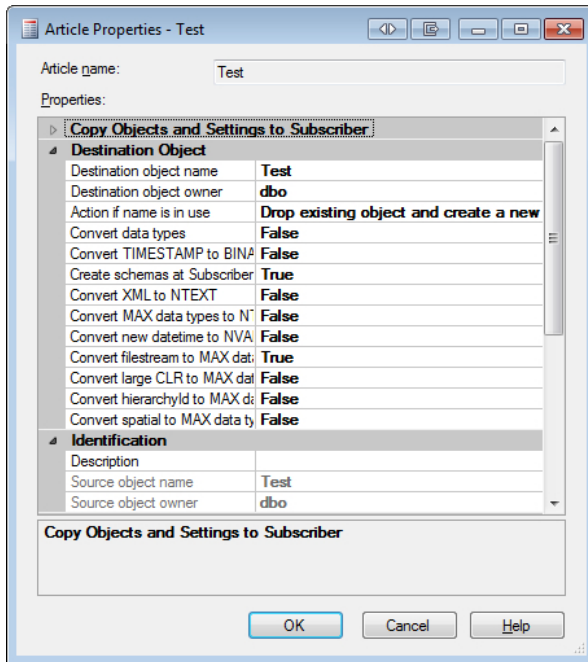 Article Properties - Test
Article name:
Test
Properties:
Copy Objects and Settings to Subscriber
Destination Object
Destination object name Test
Destination object owner dbo
Action if name is in use Drop existing object and create a new
Convert data types False
Convert TIMESTAMP to BINA False
Create schemas at Subscriber True
Convert XML to NTEXT False
Convert MAX data types to NT False
Convert new datetime to NVA False
Convert filestream to MAX data True
Convert large CLR to MAX dat False
Convert hierarchyId to MAX da False
Convert spatial to MAX data ty False
Identification
Description
Source object name Test
Source object owner dbo
Copy Objects and Settings to Subscriber
OK Cancel Help